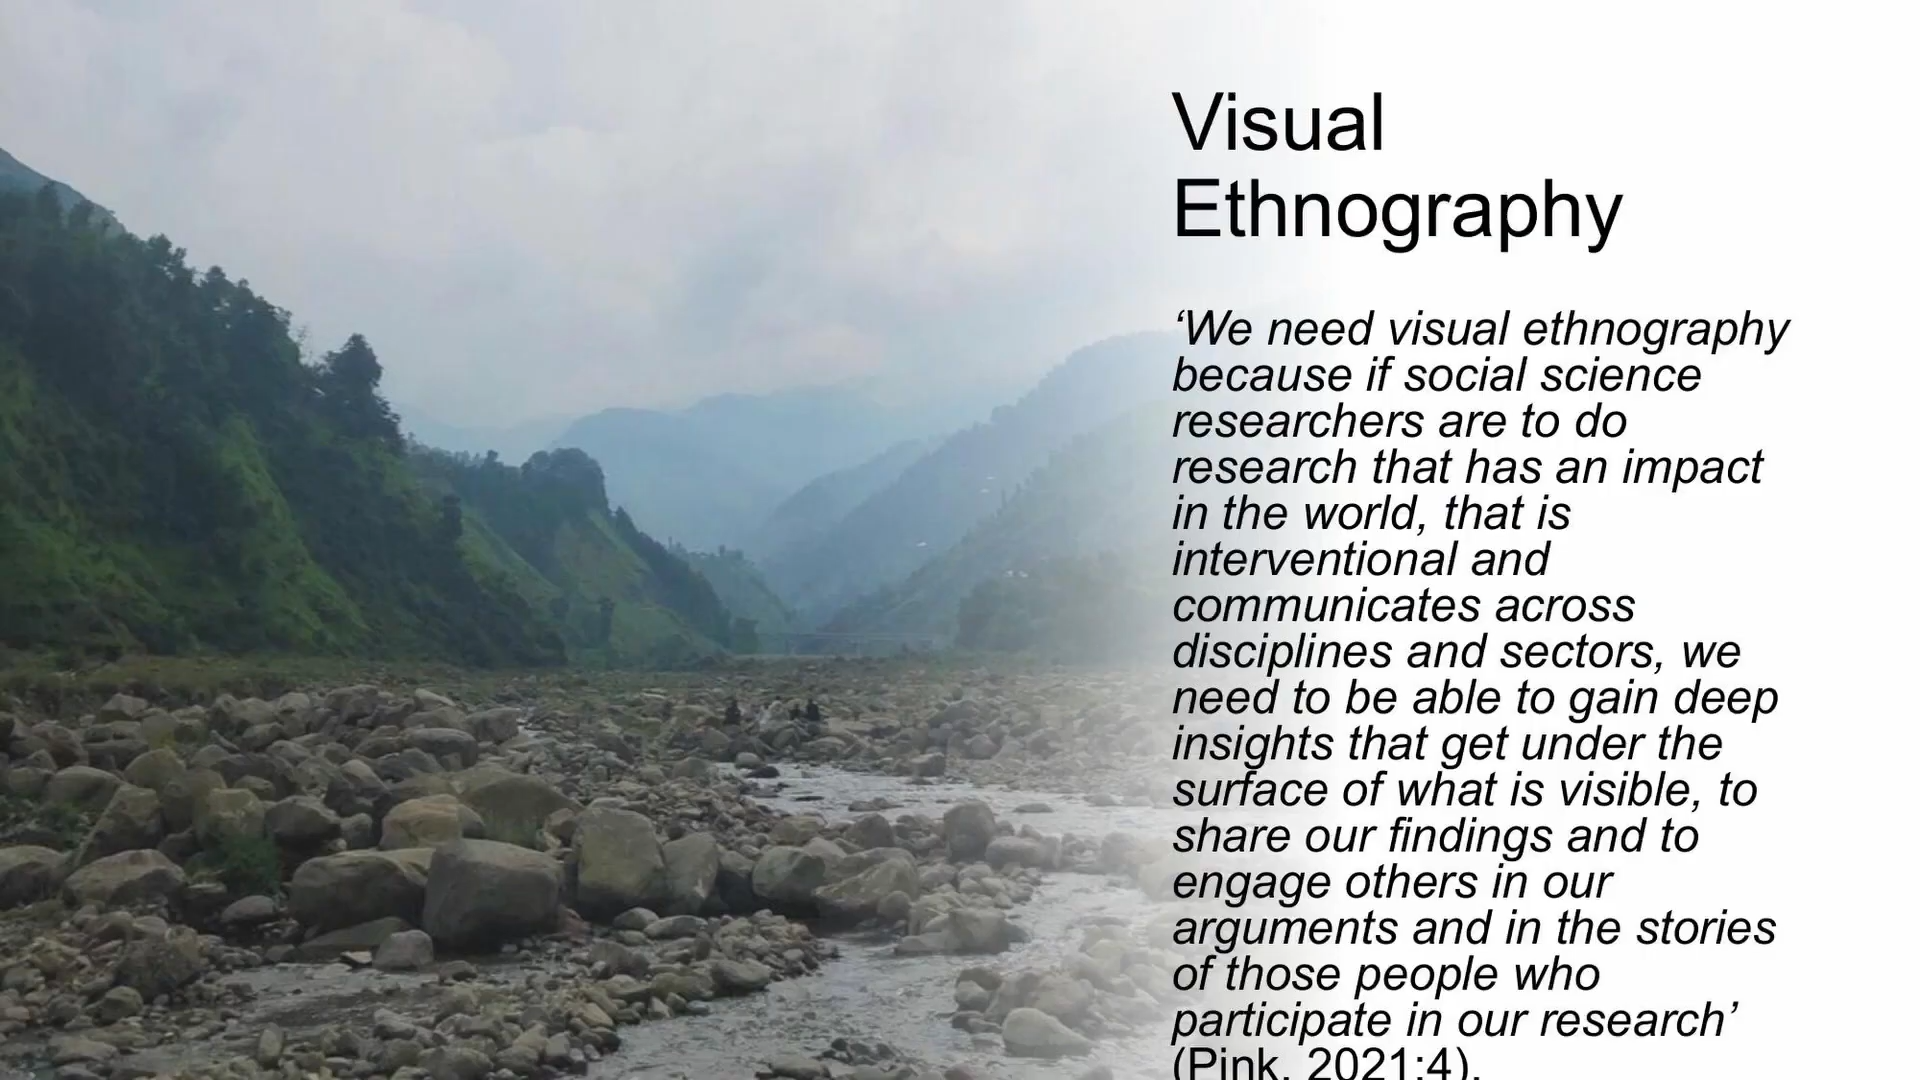 Visual
Ethnography
‘We need visual ethnography
because if social science
researchers are to do
research that has an impact
in the world, that is
interventional and
communicates across
disciplines and sectors, we
need to be able to gain deep
insights that get under the
surface of what is visible, to
share our findings and to
engage others in our
arguments and in the stories
of those people who
participate in our research’
(Pink, 2021:4).